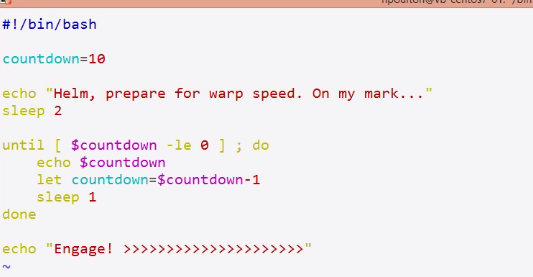 #!/bin/bash
countdown=10
echo "Helm, prepare for warp speed. On my mark..."
sleep 2
until [ $countdown -le 0 ] ; do
    echo $countdown
    let countdown=$countdown-1
    sleep 1
done
echo "Engage! >>>>>>>>>>>>>>>>>>>>>"
~